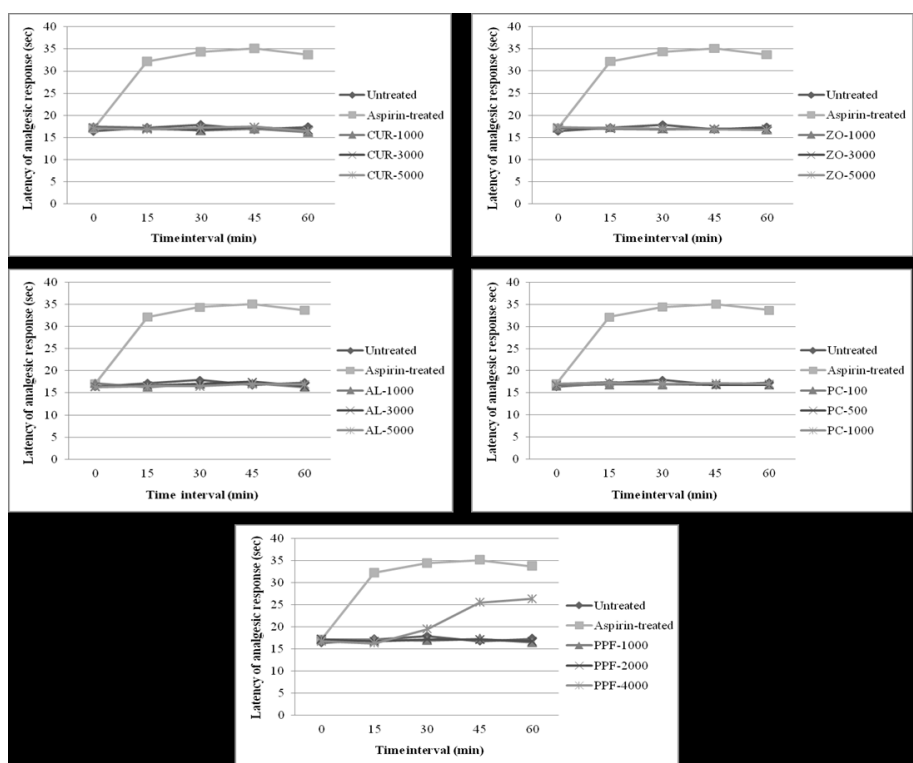 Latency of analgesic response (sec)
40
35
30
25
20
15
10
5
0
0 15 30 45 60
Time interval (min)
Untreated
Aspirin-treated
CUR-1000
CUR-3000
CUR-5000
Latency of analgesic response (sec)
40
35
30
25
20
15
10
5
0
0 15 30 45 60
Time interval (min)
Untreated
Aspirin-treated
ZO-1000
ZO-3000
ZO-5000
Latency of analgesic response (sec)
40
35
30
25
20
15
10
5
0
0 15 30 45 60
Time interval (min)
Untreated
Aspirin-treated
AL-1000
AL-3000
AL-5000
Latency of analgesic response (sec)
40
35
30
25
20
15
10
5
0
0 15 30 45 60
Time interval (min)
Untreated
Aspirin-treated
PC-100
PC-500
PC-1000
Latency of analgesic response (sec)
40
35
30
25
20
15
10
5
0
0 15 30 45 60
Time interval (min)
Untreated
Aspirin-treated
PPF-1000
PPF-2000
PPF-4000